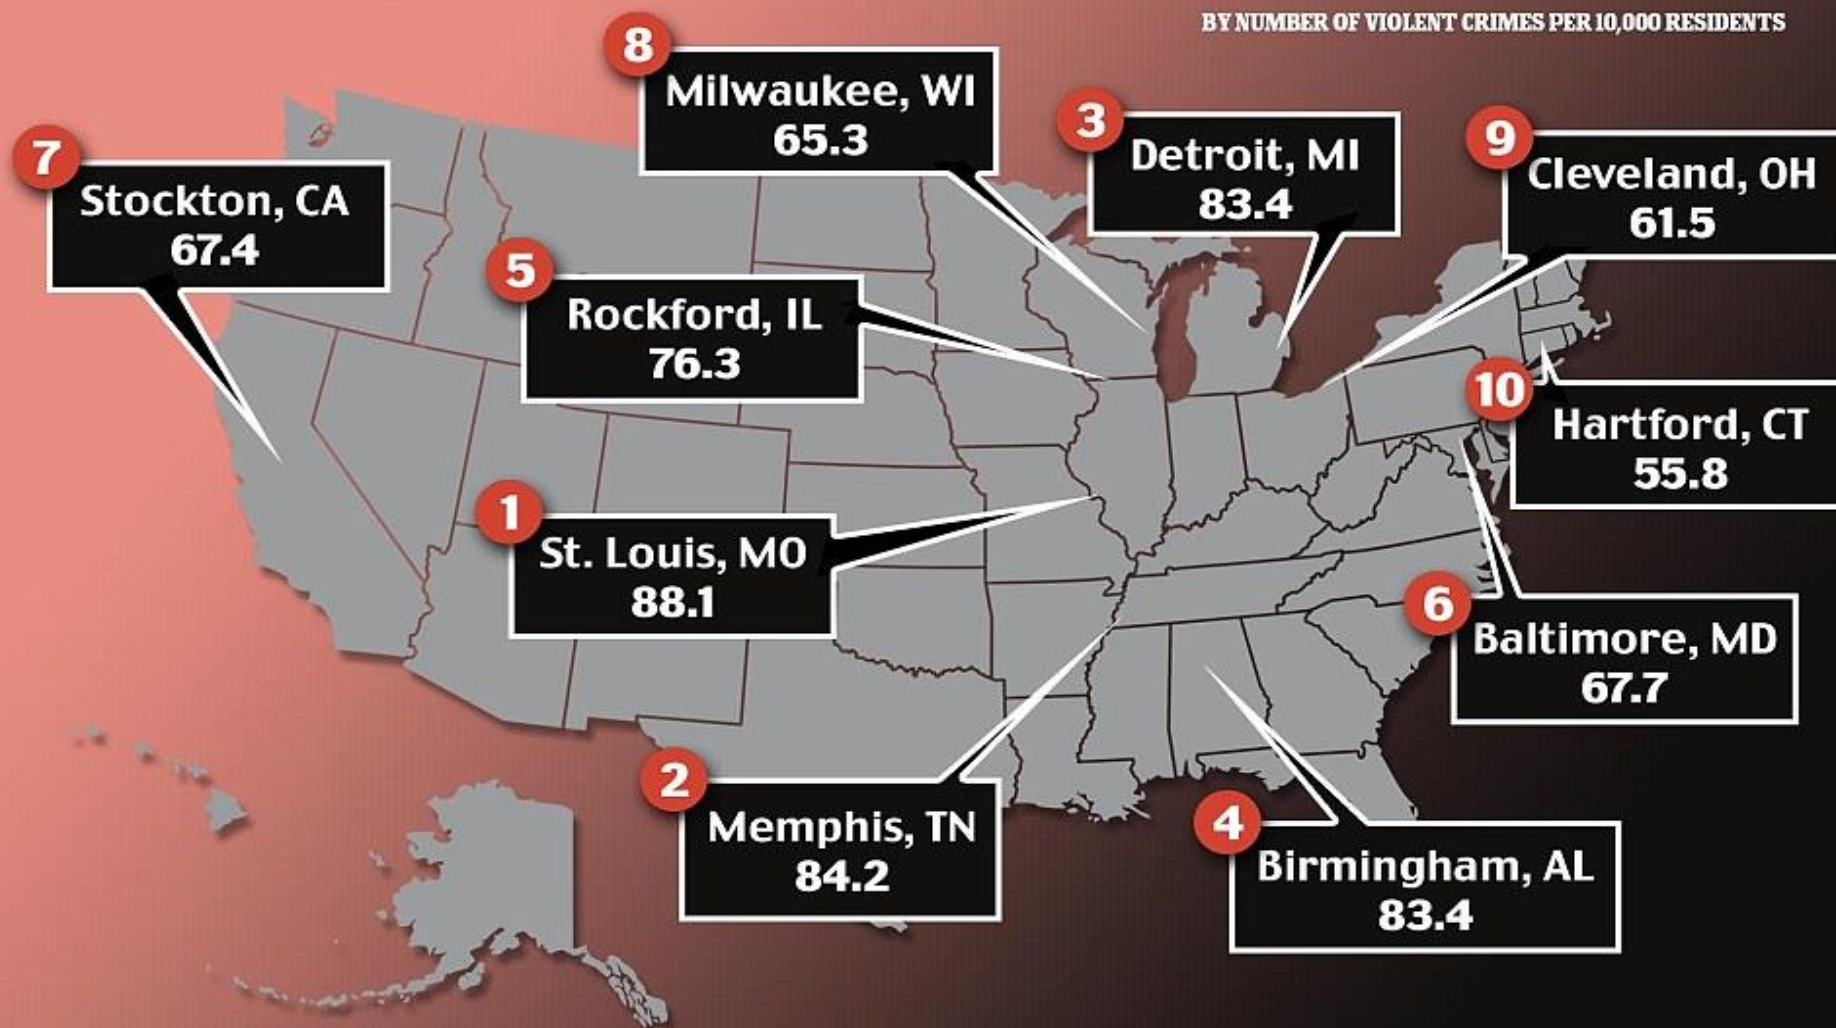 BY NUMBER OF VIOLENT CRIMES PER 10,000 RESIDENTS
8
Milwaukee, WI
65.3
3
Detroit, MI
83.4
9
Cleveland, OH
61.5
7
Stockton, CA
67.4
5
Rockford, IL
76.3
10
Hartford, CT
55.8
1
St. Louis, MO
88.1
6
Baltimore, MD
67.7
2
Memphis, TN
84.2
4
Birmingham, AL
83.4